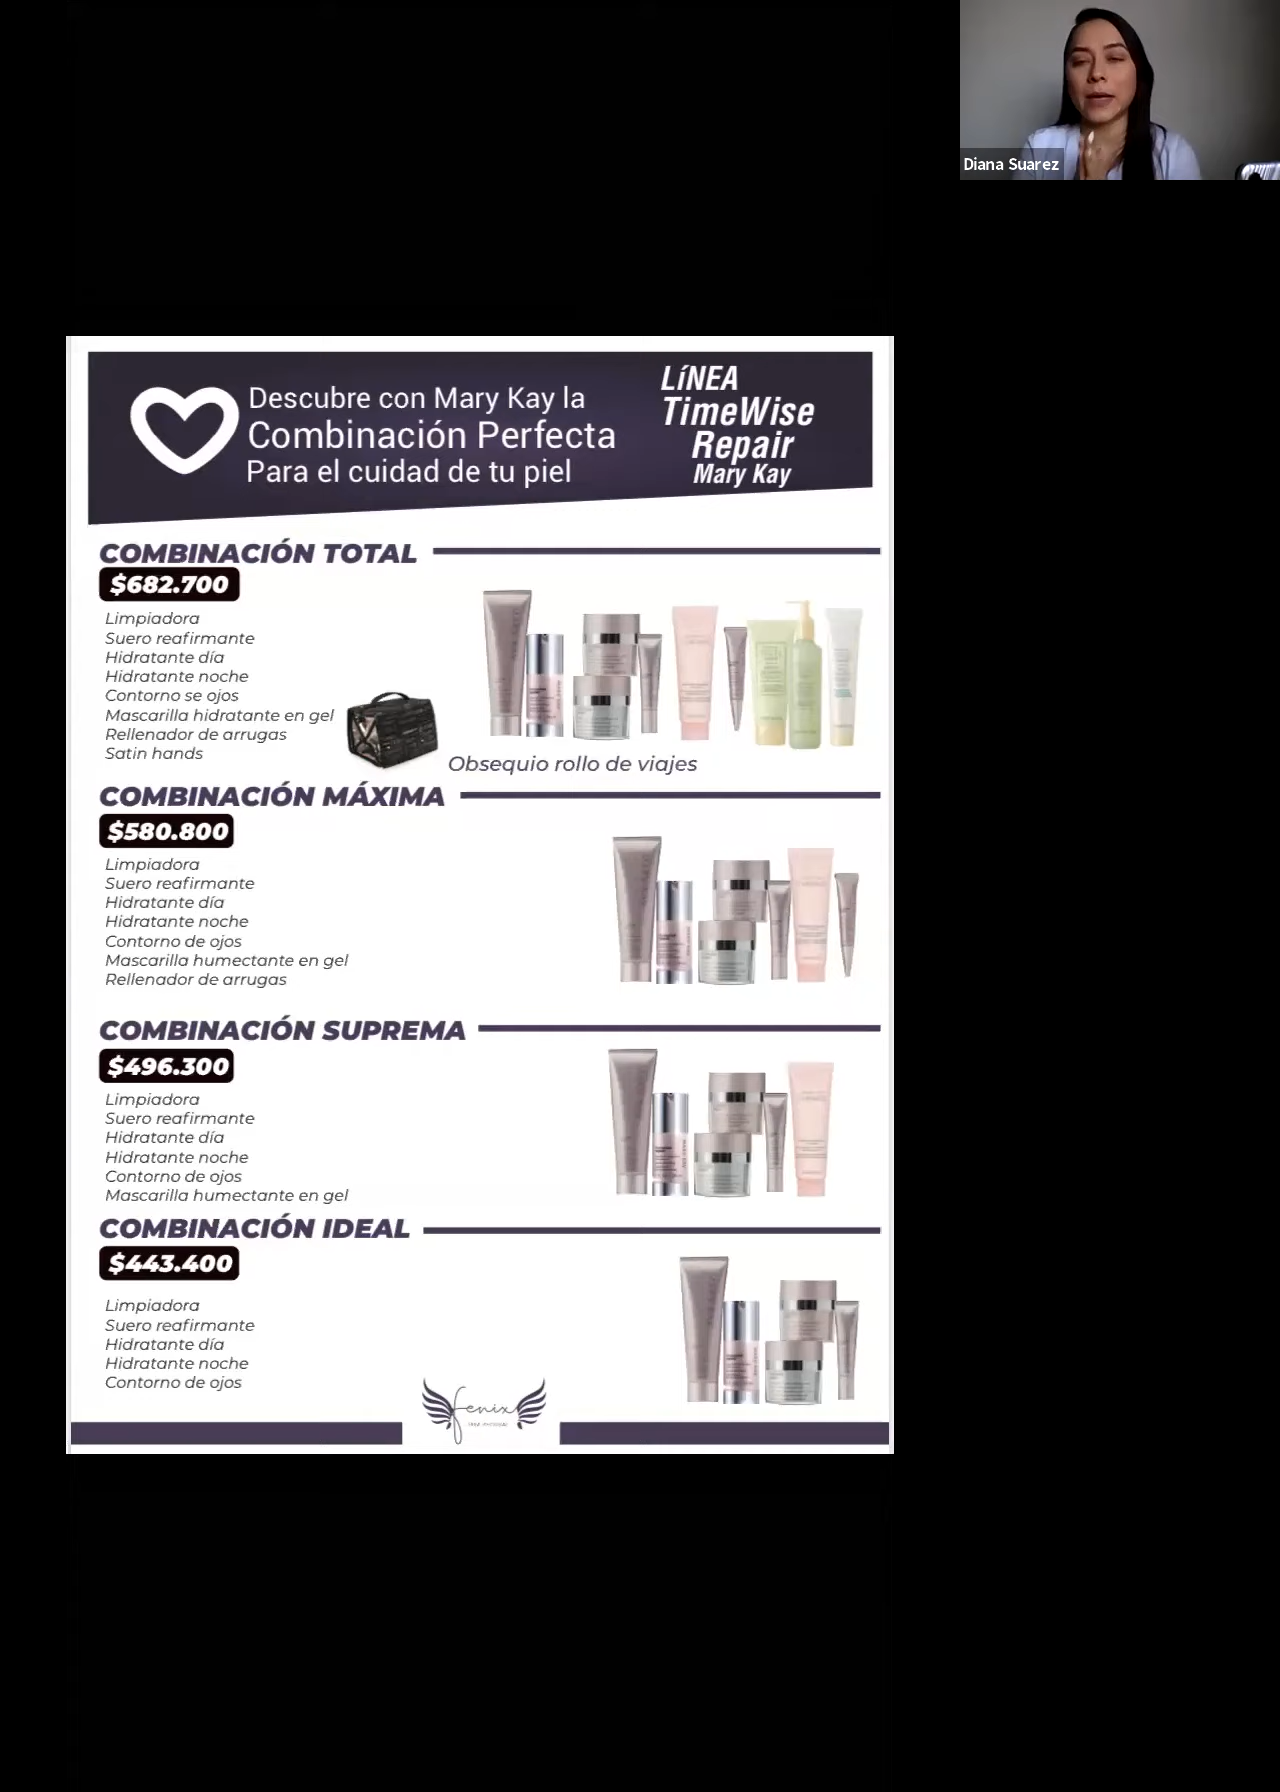 Diana Suarez
Descubre con Mary Kay la
Combinación Perfecta
Para el cuidad de tu piel
LíNEA
TimeWise
Repair
Mary Kay
COMBINACIÓN TOTAL
$682.700
Limpiadora
Suero reafirmante
Hidratante día
Hidratante noche
Contorno se ojos
Mascarilla hidratante en gel
Rellenador de arrugas
Satin hands
Obsequio rollo de viajes
COMBINACIÓN MÁXIMA
$580.800
Limpiadora
Suero reafirmante
Hidratante día
Hidratante noche
Contorno de ojos
Mascarilla humectante en gel
Rellenador de arrugas
COMBINACIÓN SUPREMA
$496.300
Limpiadora
Suero reafirmante
Hidratante día
Hidratante noche
Contorno de ojos
Mascarilla humectante en gel
COMBINACIÓN IDEAL
$443.400
Limpiadora
Suero reafirmante
Hidratante día
Hidratante noche
Contorno de ojos
fenix